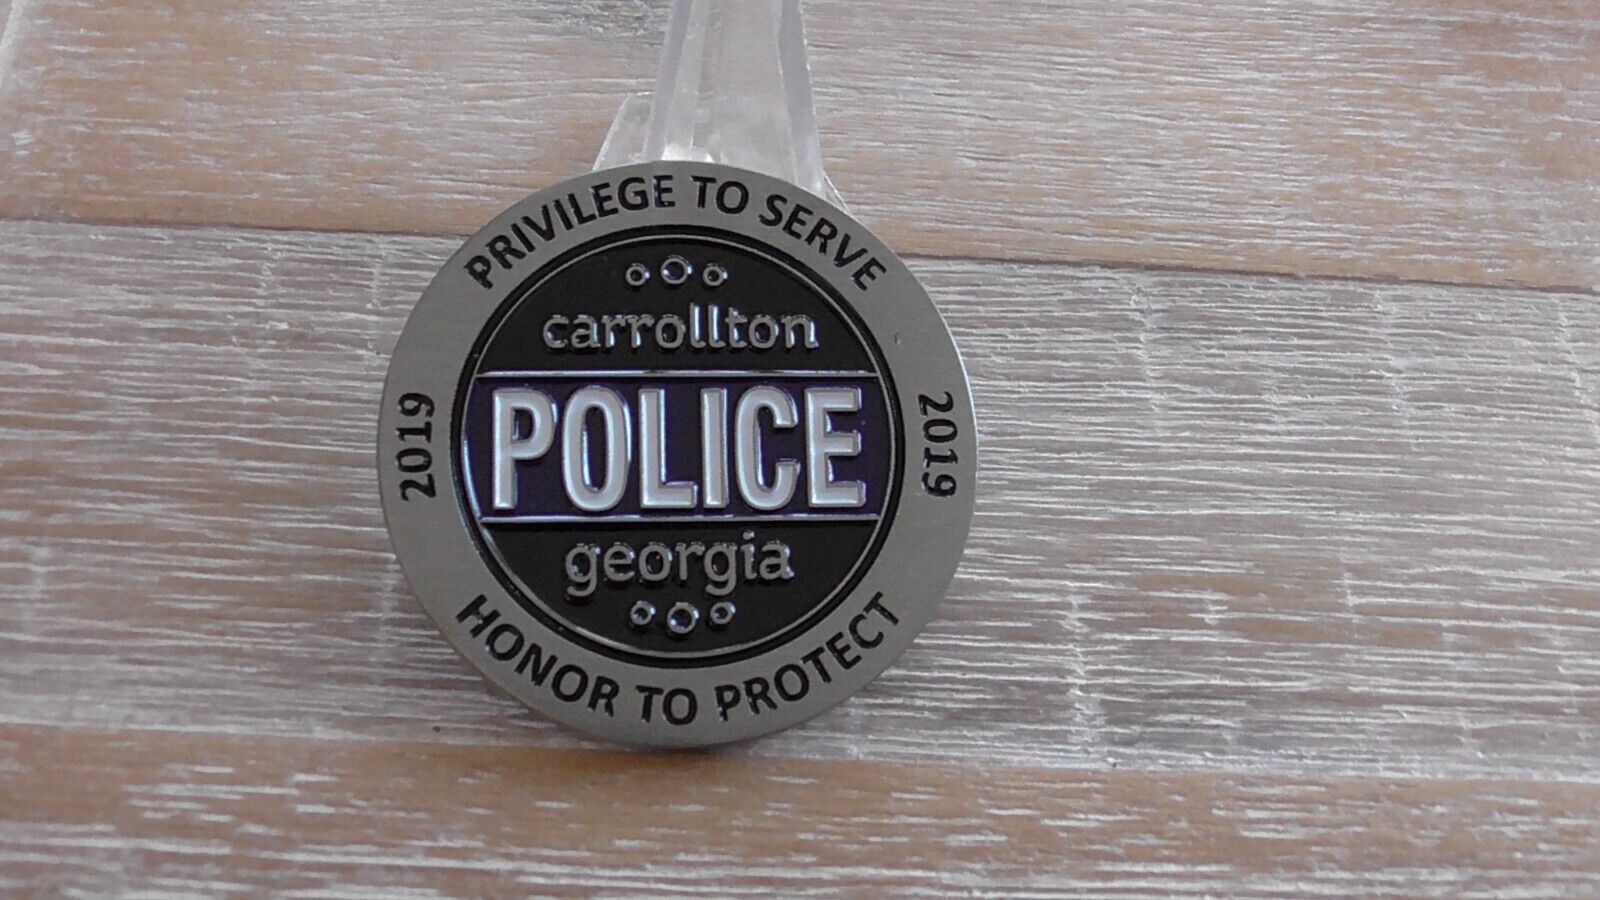 PRIVILEGE TO SERVE
carrollton
2019
POLICE
2019
georgia
HONOR TO PROTECT